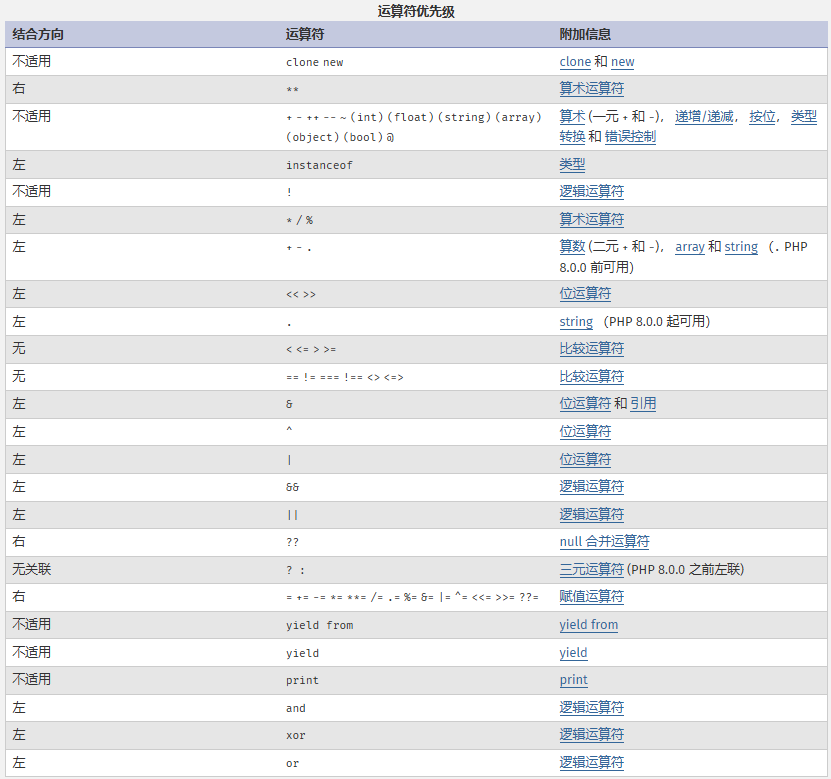 运算符优先级
结合方向 运算符 附加信息
不适用 clone new clone 和 new
右 ** 算术运算符
不适用 + - ++ -- ~ (int) (float) (string) (array) 算术 (一元 + 和 -)， 递增/递减， 按位， 类型
(object) (bool) @ 转换 和 错误控制
左 instanceof 类型
不适用 ! 逻辑运算符
左 * / % 算术运算符
左 + - . 算数 (二元 + 和 -)， array 和 string （. PHP
8.0.0 前可用）
左 << >> 位运算符
左 . string （PHP 8.0.0 起可用）
无 < <= > >= 比较运算符
无 == != === !== <> <=> 比较运算符
左 & 位运算符 和 引用
左 ^ 位运算符
左 | 位运算符
左 && 逻辑运算符
左 || 逻辑运算符
右 ?? null 合并运算符
无关联 ? : 三元运算符 (PHP 8.0.0 之前左联)
右 = += -= *= **= /= .= %= &= |= ^= <<= >>= ??= 赋值运算符
不适用 yield from yield from
不适用 yield yield
不适用 print print
左 and 逻辑运算符
左 xor 逻辑运算符
左 or 逻辑运算符